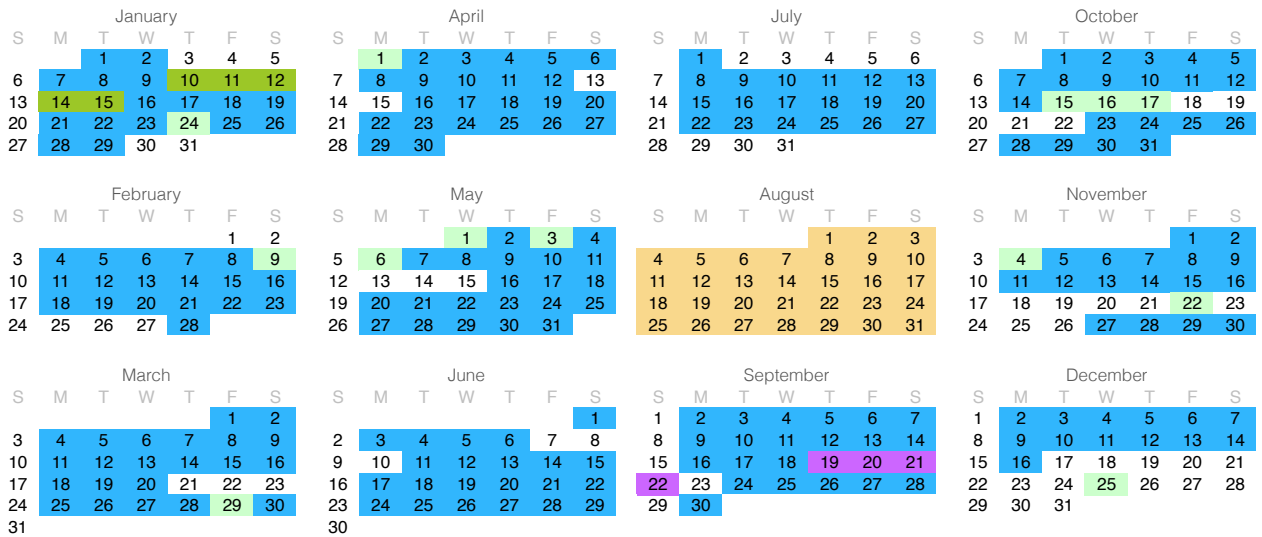 January April July October
S M T W T F S S M T W T F S S M T W T F S S M T W T F S
1 2 3 4 5 1 2 3 4 5 6 1 2 3 4 5 6 1 2 3 4 5
6 7 8 9 10 11 12 7 8 9 10 11 12 13 7 8 9 10 11 12 13 6 7 8 9 10 11 12
13 14 15 16 17 18 19 14 15 16 17 18 19 20 14 15 16 17 18 19 20 13 14 15 16 17 18 19
20 21 22 23 24 25 26 21 22 23 24 25 26 27 21 22 23 24 25 26 27 20 21 22 23 24 25 26
27 28 29 30 31 28 29 30 28 29 30 31 27 28 29 30 31
February May August November
S M T W T F S S M T W T F S S M T W T F S S M T W T F S
1 2 1 2 3 4 1 2 3 1 2
3 4 5 6 7 8 9 5 6 7 8 9 10 11 4 5 6 7 8 9 10 3 4 5 6 7 8 9
10 11 12 13 14 15 16 12 13 14 15 16 17 18 11 12 13 14 15 16 17 10 11 12 13 14 15 16
17 18 19 20 21 22 23 19 20 21 22 23 24 25 18 19 20 21 22 23 24 17 18 19 20 21 22 23
24 25 26 27 28 26 27 28 29 30 31 25 26 27 28 29 30 31 24 25 26 27 28 29 30
March June September December
S M T W T F S S M T W T F S S M T W T F S S M T W T F S
1 2 1 1 2 3 4 5 6 7 1 2 3 4 5 6 7
3 4 5 6 7 8 9 2 3 4 5 6 7 8 8 9 10 11 12 13 14 8 9 10 11 12 13 14
10 11 12 13 14 15 16 9 10 11 12 13 14 15 15 16 17 18 19 20 21 15 16 17 18 19 20 21
17 18 19 20 21 22 23 16 17 18 19 20 21 22 22 23 24 25 26 27 28 22 23 24 25 26 27 28
24 25 26 27 28 29 30 23 24 25 26 27 28 29 29 30 29 30 31
31 30